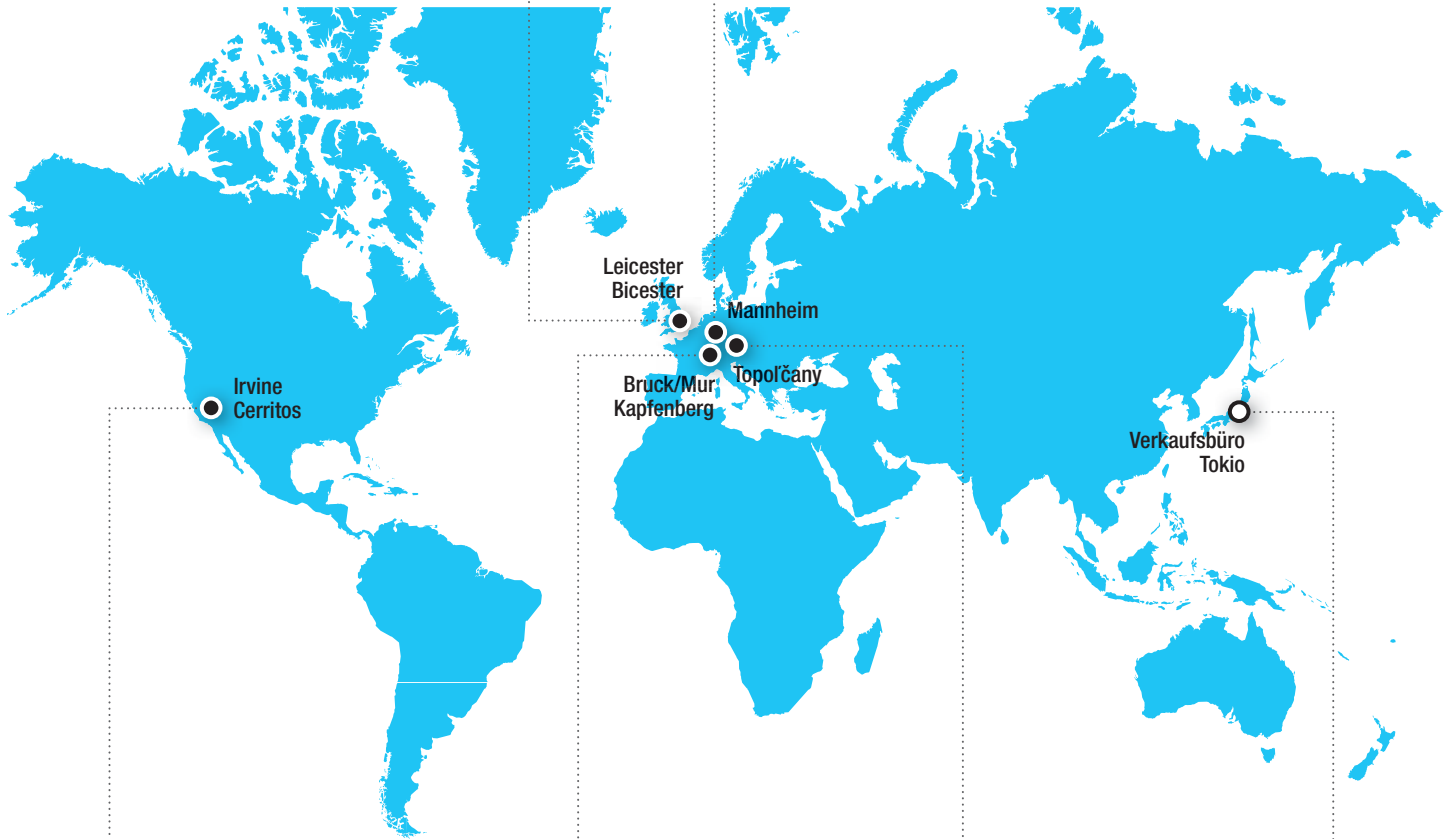 Leicester
Bicester
Mannheim
Topoľčany
Bruck/Mur
Kapfenberg
Irvine
Cerritos
Verkaufsbüro
Tokio